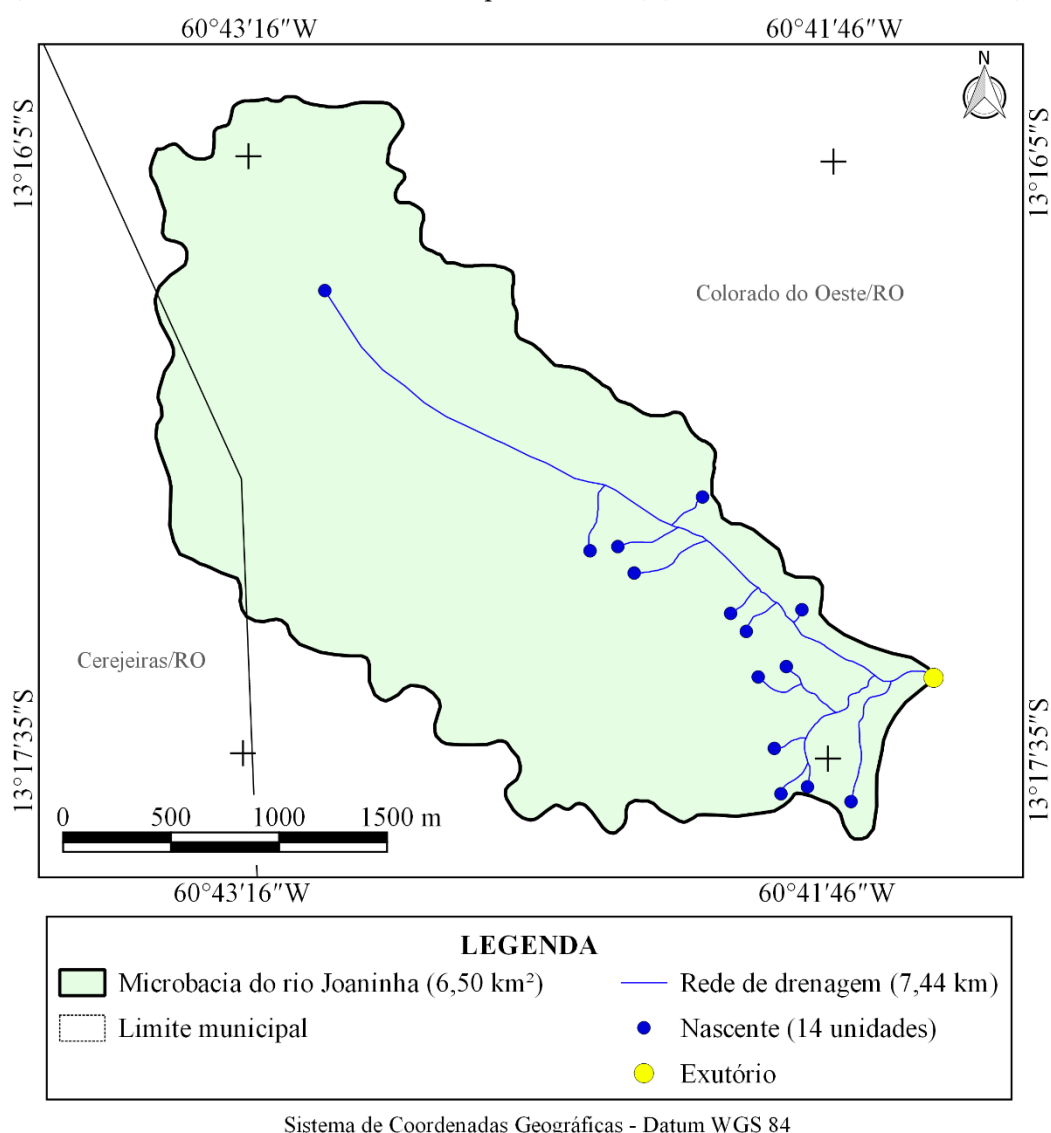 60°43'16"W 60°41'46"W
N
13°16'5"S 13°16'5"S
Colorado do Oeste/RO
Cerejeiras/RO
13°17'35"S 13°17'35"S
0 500 1000 1500 m
60°43'16"W 60°41'46"W
LEGENDA
Microbacia do rio Joaninha (6,50 km²) Rede de drenagem (7,44 km)
Limite municipal Nascente (14 unidades)
Exutório
Sistema de Coordenadas Geográficas - Datum WGS 84